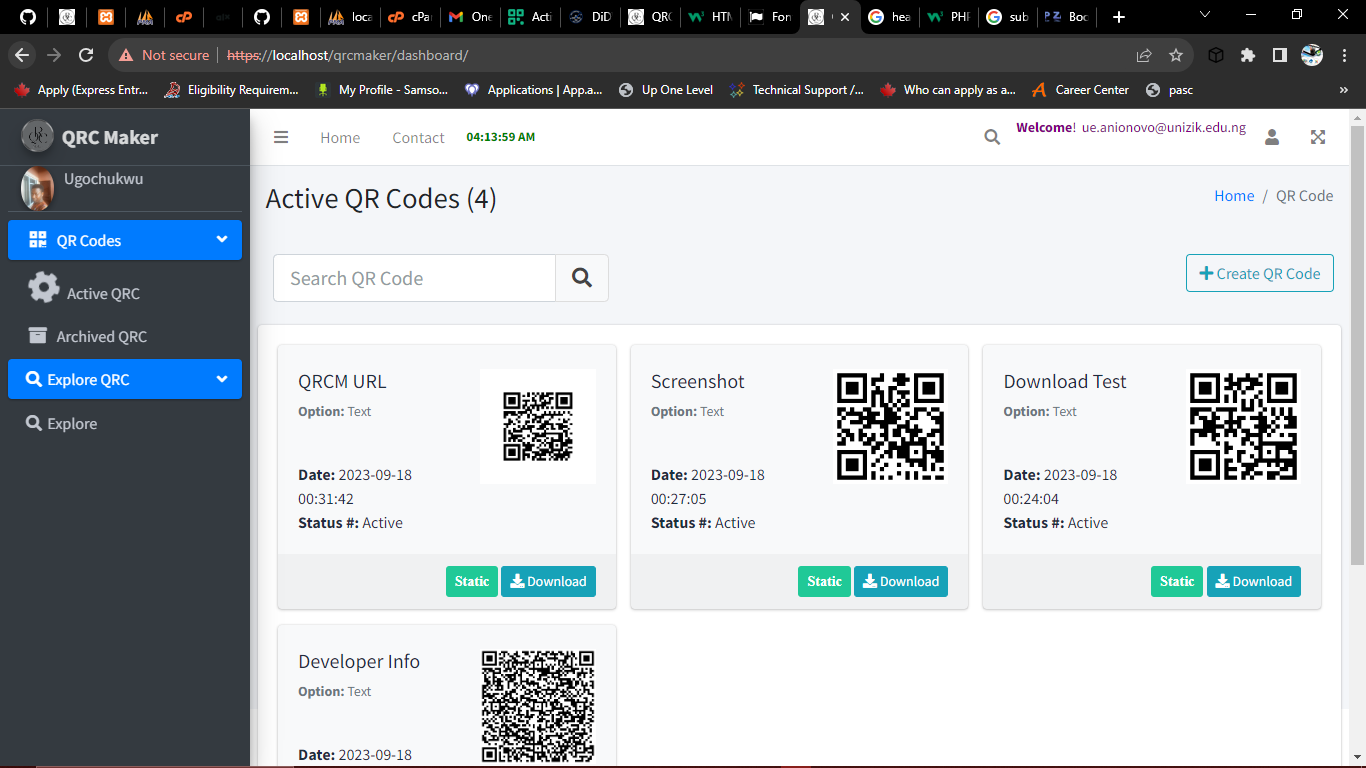 loca
cPa
One
Acti
DiD
QRC
HTM
Fon
hea
PHP
sub
Boc
Not secure
https://localhost/qrcmaker/dashboard/
Apply (Express Entr...
Eligibility Requirem...
My Profile - Samso...
Applications | App.a...
Up One Level
Technical Support /...
Who can apply as a...
Career Center
pasc
»
QRC Maker
Home
Contact
04:13:59 AM
Welcome! ue.anionovo@unizik.edu.ng
Ugochukwu
QR Codes
Active QRC
Archived QRC
Explore QRC
Explore
Active QR Codes (4)
Home / QR Code
Search QR Code
Create QR Code
QRCM URL
Option: Text
Date: 2023-09-18
00:31:42
Status #: Active
Static
Download
Screenshot
Option: Text
Date: 2023-09-18
00:27:05
Status #: Active
Static
Download
Download Test
Option: Text
Date: 2023-09-18
00:24:04
Status #: Active
Static
Download
Developer Info
Option: Text
Date: 2023-09-18